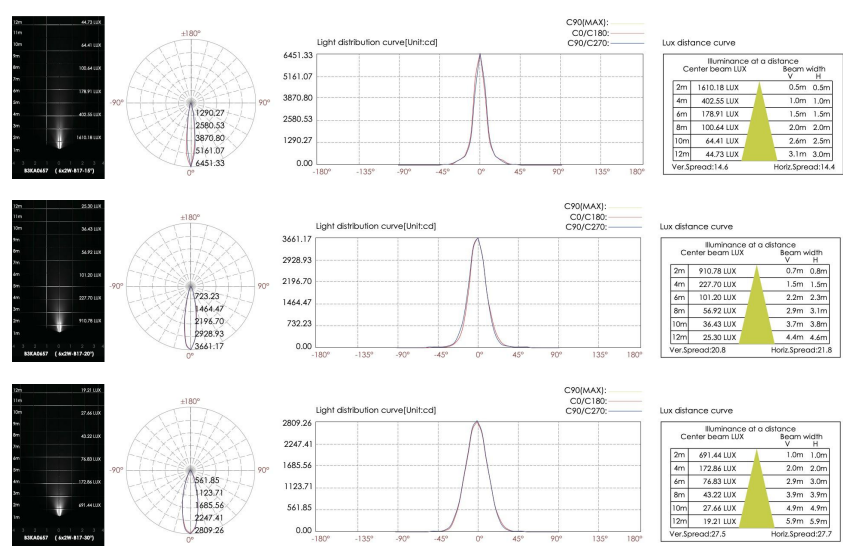 12m 44.73 LUX
11m
10m 64.41 LUX
9m
8m 100.64 LUX
7m
6m 178.91 LUX
5m
4m 402.55 LUX
3m
2m 1610.18 LUX
1m
B3KA0657 ( 6x2W-B17-15°)
±180°
-90° 90°
1290.27
2580.53
3870.80
5161.07
6451.33
0°
C90(MAX):
C0/C180:
C90/C270:
Light distribution curve[Unit:cd]
6451.33
5161.07
3870.80
2580.53
1290.27
0.00
-180° -135° -90° -45° 0° 45° 90° 135° 180°
Lux distance curve
Illuminance at a distance
Center beam LUX Beam width
V H
2m 1610.18 LUX 0.5m 0.5m
4m 402.55 LUX 1.0m 1.0m
6m 178.91 LUX 1.5m 1.5m
8m 100.64 LUX 2.0m 2.0m
10m 64.41 LUX 2.6m 2.5m
12m 44.73 LUX 3.1m 3.0m
Ver.Spread:14.6 Horiz.Spread:14.4
12m 25.30 LUX
11m
10m 36.43 LUX
9m
8m 56.92 LUX
7m
6m 101.20 LUX
5m
4m 227.70 LUX
3m
2m 910.78 LUX
1m
B3KA0657 ( 6x2W-B17-20°)
±180°
-90° 90°
723.23
1464.47
2196.70
2928.93
3661.17
0°
C90(MAX):
C0/C180:
C90/C270:
Light distribution curve[Unit:cd]
3661.17
2928.93
2196.70
1464.47
732.23
0.00
-180° -135° -90° -45° 0° 45° 90° 135° 180°
Lux distance curve
Illuminance at a distance
Center beam LUX Beam width
V H
2m 910.78 LUX 0.7m 0.8m
4m 227.70 LUX 1.5m 1.5m
6m 101.20 LUX 2.2m 2.3m
8m 56.92 LUX 2.9m 3.1m
10m 36.43 LUX 3.7m 3.8m
12m 25.30 LUX 4.4m 4.6m
Ver.Spread:20.8 Horiz.Spread:21.8
12m 19.21 LUX
11m
10m 27.66 LUX
9m
8m 43.22 LUX
7m
6m 76.83 LUX
5m
4m 172.86 LUX
3m
2m 691.44 LUX
1m
B3KA0657 ( 6x2W-B17-30°)
±180°
-90° 90°
561.85
1123.71
1685.56
2247.41
2809.26
0°
C90(MAX):
C0/C180:
C90/C270:
Light distribution curve[Unit:cd]
2809.26
2247.41
1685.56
1123.71
561.85
0.00
-180° -135° -90° -45° 0° 45° 90° 135° 180°
Lux distance curve
Illuminance at a distance
Center beam LUX Beam width
V H
2m 691.44 LUX 1.0m 1.0m
4m 172.86 LUX 2.0m 2.0m
6m 76.83 LUX 2.9m 3.0m
8m 43.22 LUX 3.9m 3.9m
10m 27.66 LUX 4.9m 4.9m
12m 19.21 LUX 5.9m 5.9m
Ver.Spread:27.5 Horiz.Spread:27.7